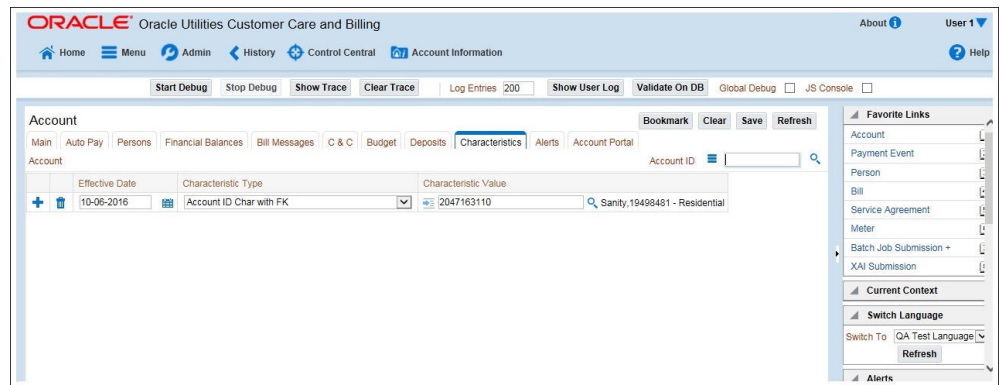 ORACLE Oracle Utilities Customer Care and Billing About User 1
Home Menu Admin History Control Central Account Information Help
Start Debug Stop Debug Show Trace Clear Trace Log Entries 200 Show User Log Validate On DB Global Debug JS Console
Account Bookmark Clear Save Refresh
Main Auto Pay Persons Financial Balances Bill Messages C & C Budget Deposits Characteristics Alerts Account Portal
Account Account ID
Effective Date Characteristic Type Characteristic Value
10-06-2016 Account ID Char with FK 2047163110 Sanity,19498481 - Residential
Favorite Links
Account
Payment Event
Person
Bill
Service Agreement
Meter
Batch Job Submission +
XAI Submission
Current Context
Switch Language
Switch To QA Test Language
Refresh
Alerts